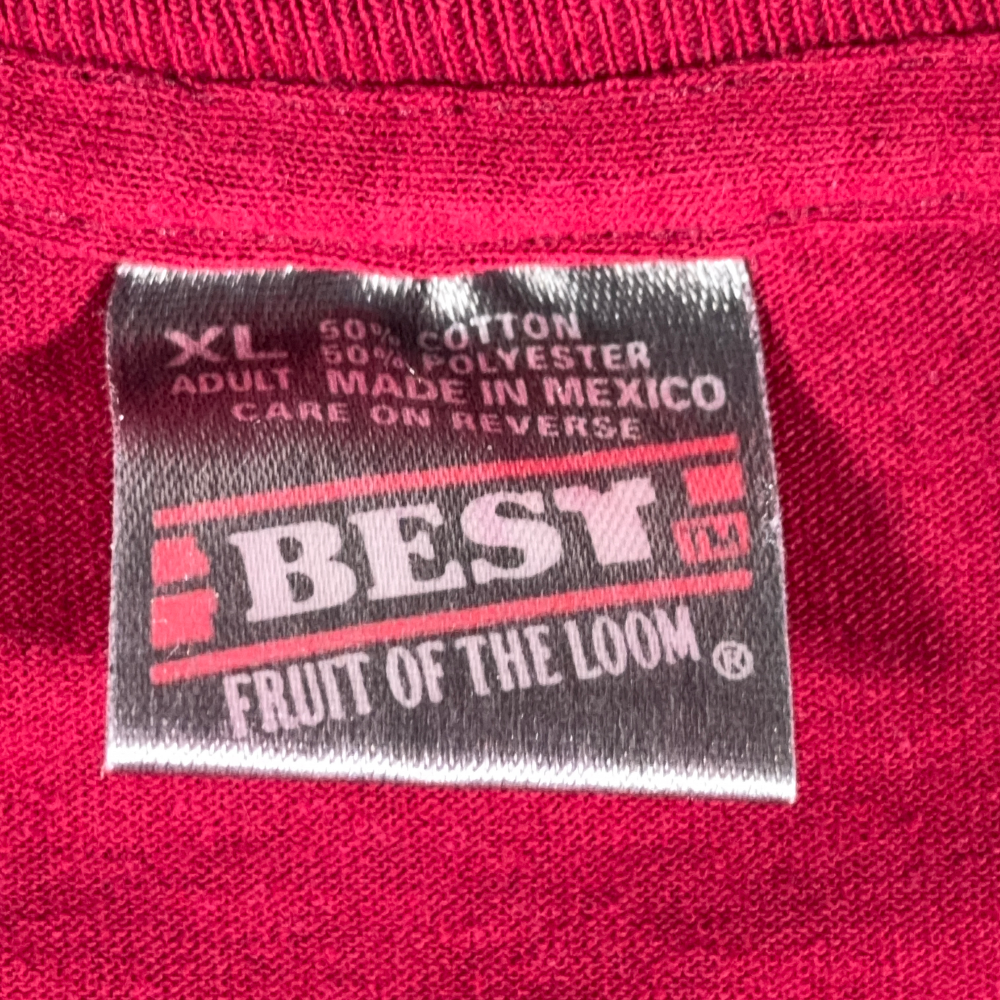 XL 50% COTTON
50% POLYESTER
ADULT MADE IN MEXICO
CARE ON REVERSE
BEST TM
FRUIT OF THE LOOM ®